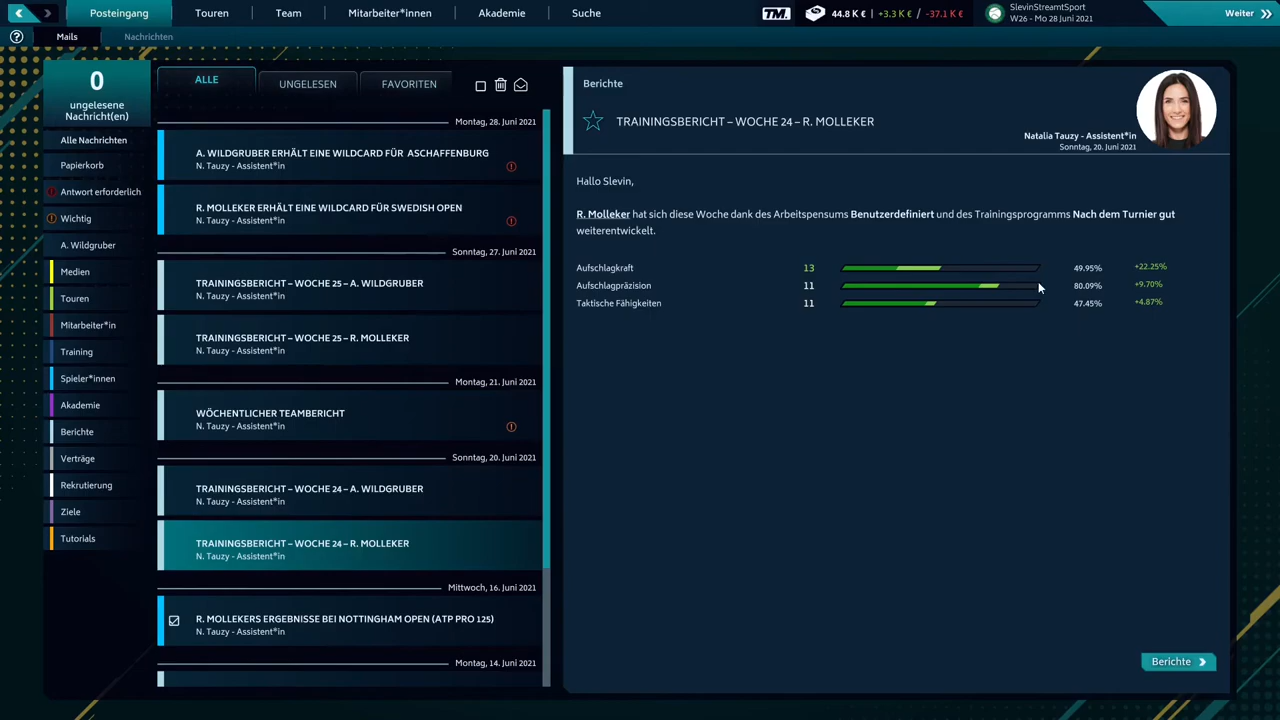 Posteingang
Touren
Team
Mitarbeiter*innen
Akademie
Suche
TM.
44.8 K € +3.3 K € / -37.1 K €
SlevinStreamtSport
W26 - Mo 28 Juni 2021
Weiter
Mails
Nachrichten
0
ungelesene
Nachricht(en)
Alle Nachrichten
Papierkorb
Antwort erforderlich
Wichtig
A. Wildgruber
Medien
Touren
Mitarbeiter*in
Training
Spieler*innen
Akademie
Berichte
Verträge
Rekrutierung
Ziele
Tutorials
ALLE
UNGELESEN
FAVORITEN
Montag, 28. Juni 2021
A. WILDGRUBER ERHÄLT EINE WILDCARD FÜR ASCHAFFENBURG
N. Tauzy - Assistent*in
R. MOLLEKER ERHÄLT EINE WILDCARD FÜR SWEDISH OPEN
N. Tauzy - Assistent*in
Sonntag, 27. Juni 2021
TRAININGSBERICHT – WOCHE 25 – A. WILDGRUBER
N. Tauzy - Assistent*in
TRAININGSBERICHT – WOCHE 25 – R. MOLLEKER
N. Tauzy - Assistent*in
Montag, 21. Juni 2021
WÖCHENTLICHER TEAMBERICHT
N. Tauzy - Assistent*in
Sonntag, 20. Juni 2021
TRAININGSBERICHT – WOCHE 24 – A. WILDGRUBER
N. Tauzy - Assistent*in
TRAININGSBERICHT – WOCHE 24 – R. MOLLEKER
N. Tauzy - Assistent*in
Mittwoch, 16. Juni 2021
R. MOLLEKERS ERGEBNISSE BEI NOTTINGHAM OPEN (ATP PRO 125)
N. Tauzy - Assistent*in
Montag, 14. Juni 2021
Berichte
TRAININGSBERICHT – WOCHE 24 – R. MOLLEKER
Natalia Tauzy - Assistent*in
Sonntag, 20. Juni 2021
Hallo Slevin,
R. Molleker hat sich diese Woche dank des Arbeitspensums Benutzerdefiniert und des Trainingsprogramms Nach dem Turnier gut
weiterentwickelt.
Aufschlagkraft 13 49.95% +22.25%
Aufschlagpräzision 11 80.09% +9.70%
Taktische Fähigkeiten 11 47.45% +4.87%
Berichte